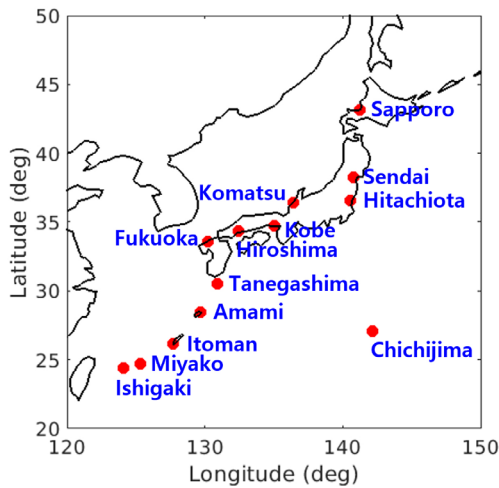 50
45
40
35
30
25
20
Latitude (deg)
Sapporo
Sendai
Hitachiota
Komatsu
Kobe
Fukuoka
Hiroshima
Tanegashima
Amami
Itoman
Chichijima
Miyako
Ishigaki
120
130
140
150
Longitude (deg)